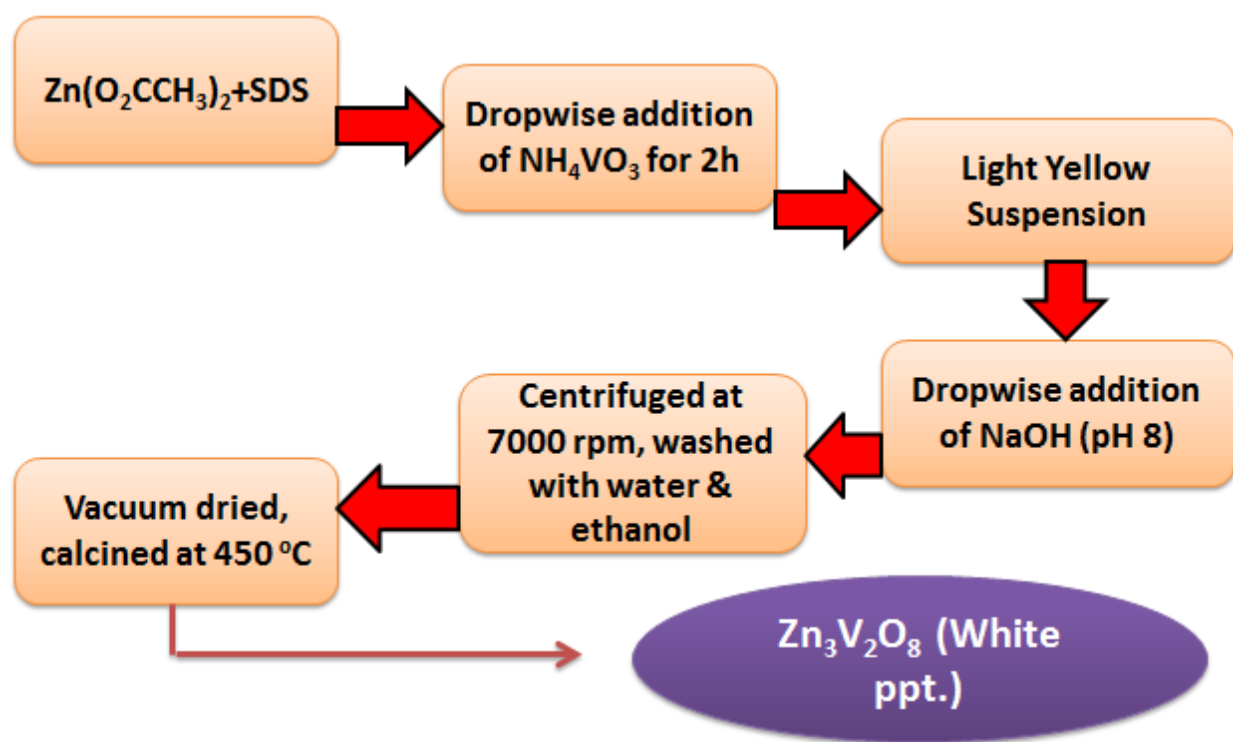 Zn(O₂CCH₃)₂+SDS
Dropwise addition
of NH₄VO₃ for 2h
Light Yellow
Suspension
Dropwise addition
of NaOH (pH 8)
Centrifuged at
7000 rpm, washed
with water &
ethanol
Vacuum dried,
calcined at 450 ºC
Zn₃V₂O₈ (White
ppt.)